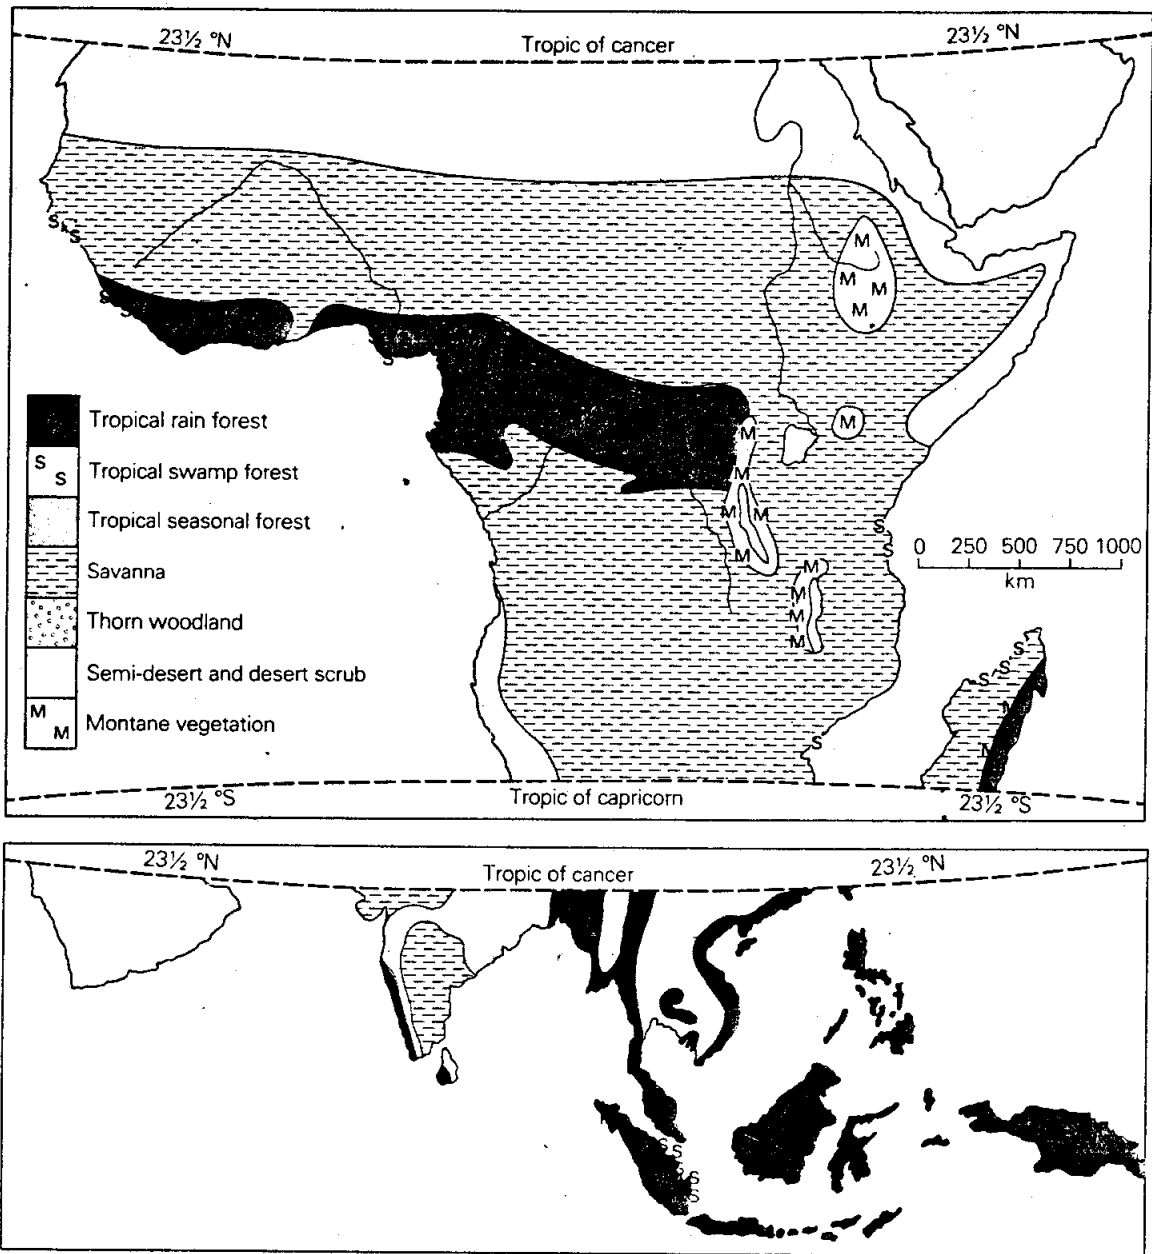 23½ °N
Tropic of cancer
23½ °N
S
S
M
M
M
M
S
S
Tropical rain forest
S
S
Tropical swamp forest
Tropical seasonal forest
Savanna
Thorn woodland
Semi-desert and desert scrub
M
M
Montane vegetation
M
M
M
M
M
M
M
M
M
M
S
S
0 250 500 750 1000
km
S
S
S
S
23½ °S
Tropic of capricorn
23½ °S
23½ °N
Tropic of cancer
23½ °N
S
S
S
S